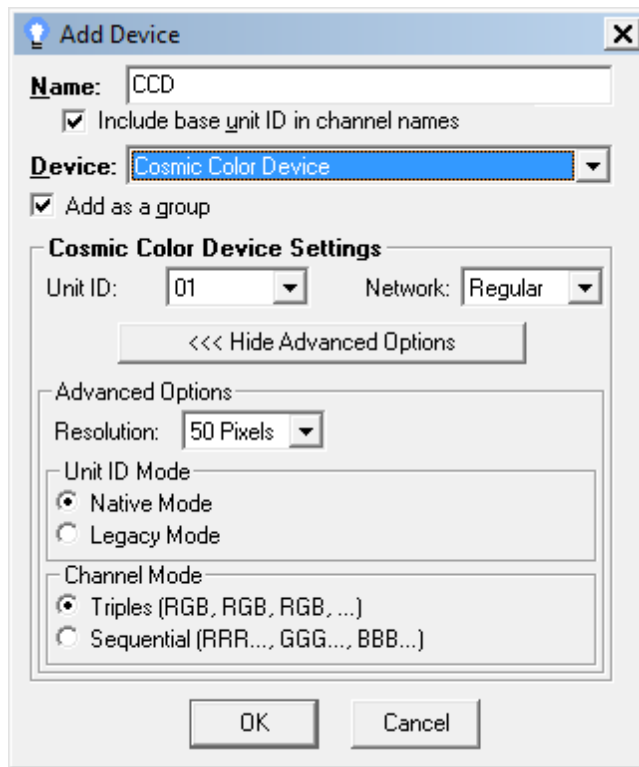 Add Device
Name: CCD
Include base unit ID in channel names
Device: Cosmic Color Device
Add as a group
Cosmic Color Device Settings
Unit ID: 01 Network: Regular
<<< Hide Advanced Options
Advanced Options
Resolution: 50 Pixels
Unit ID Mode
Native Mode
Legacy Mode
Channel Mode
Triples (RGB, RGB, RGB, ...)
Sequential (RRR..., GGG..., BBB...)
OK Cancel